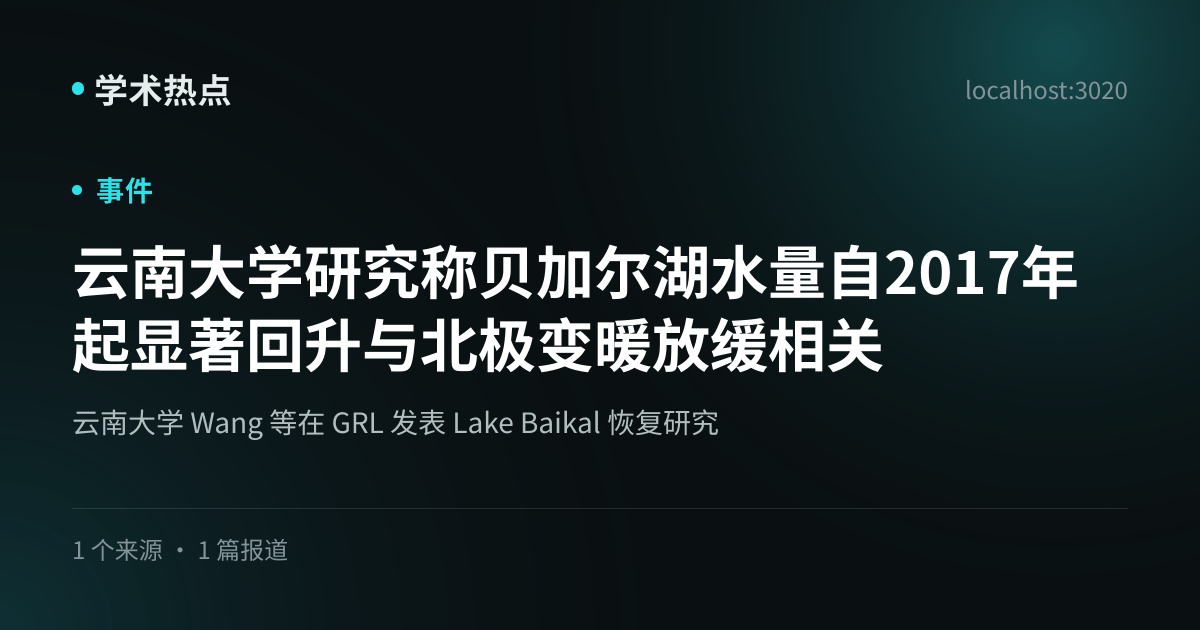 学术热点
localhost:3020
事件
云南大学研究称贝加尔湖水量自2017年
起显著回升与北极变暖放缓相关
云南大学 Wang 等在 GRL 发表 Lake Baikal 恢复研究
1 个来源 · 1 篇报道